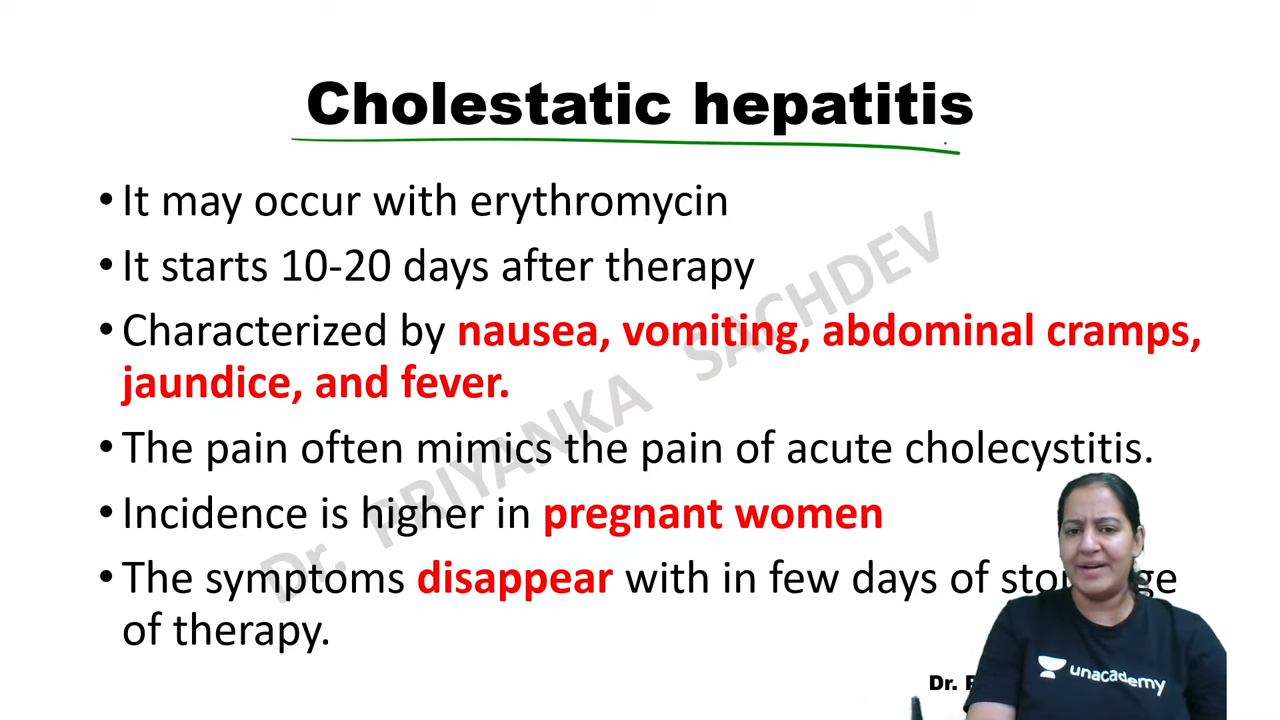 Cholestatic hepatitis
• It may occur with erythromycin
• It starts 10-20 days after therapy
• Characterized by nausea, vomiting, abdominal cramps,
jaundice, and fever.
• The pain often mimics the pain of acute cholecystitis.
• Incidence is higher in pregnant women
• The symptoms disappear with in few days of
of therapy.
Dr. PRIYANKA SACHDEV
Dr.
unacademy